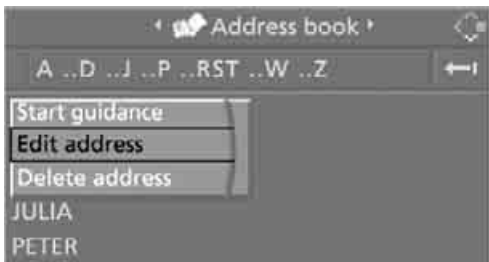 Address book
A ..D ..J ..P ..RST ..W ..Z
Start guidance
Edit address
Delete address
JULIA
PETER